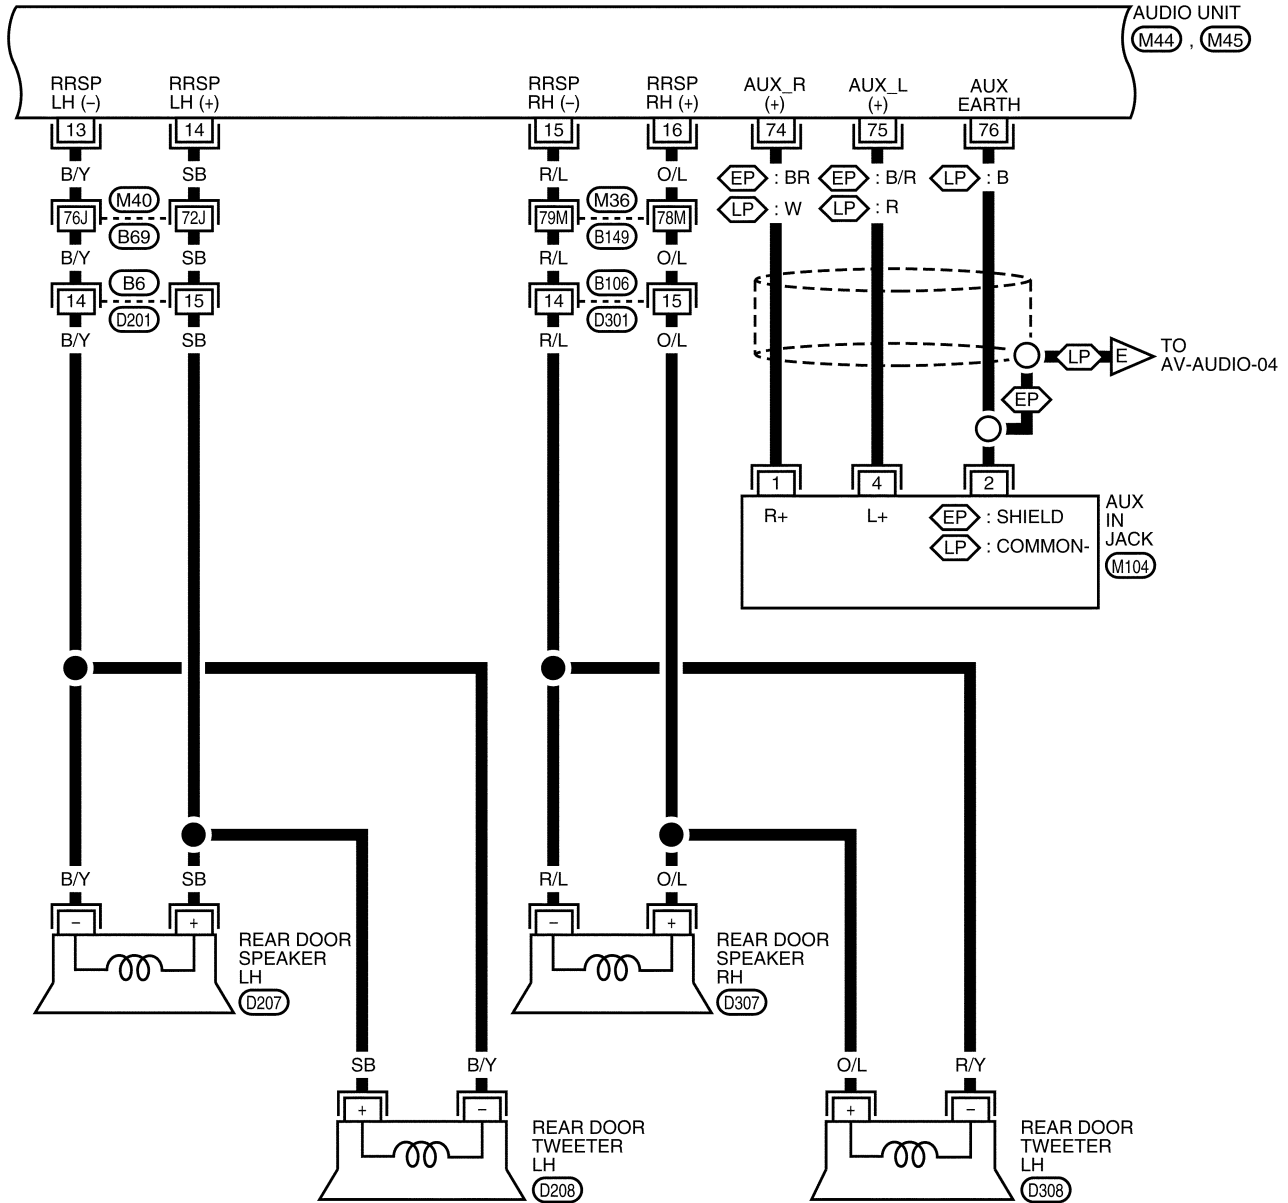 AUDIO UNIT
M44 , M45
RRSP LH (–)
RRSP LH (+)
RRSP RH (–)
RRSP RH (+)
AUX_R (+)
AUX_L (+)
AUX EARTH
13 14 15 16 74 75 76
B/Y SB R/L O/L
EP : BR EP : B/R LP : B
LP : W LP : R
M40 M36
76J 72J 79M 78M
B69 B149
B/Y SB R/L O/L
B6 B106
14 15 14 15
D201 D301
B/Y SB R/L O/L
LP E TO
AV-AUDIO-04
EP
1 4 2
R+ L+ EP : SHIELD
LP : COMMON-
AUX
IN
JACK
M104
B/Y SB R/L O/L
– + – +
REAR DOOR
SPEAKER
LH
D207
REAR DOOR
SPEAKER
RH
D307
SB B/Y O/L R/Y
+ – + –
REAR DOOR
TWEETER
LH
D208
REAR DOOR
TWEETER
LH
D308